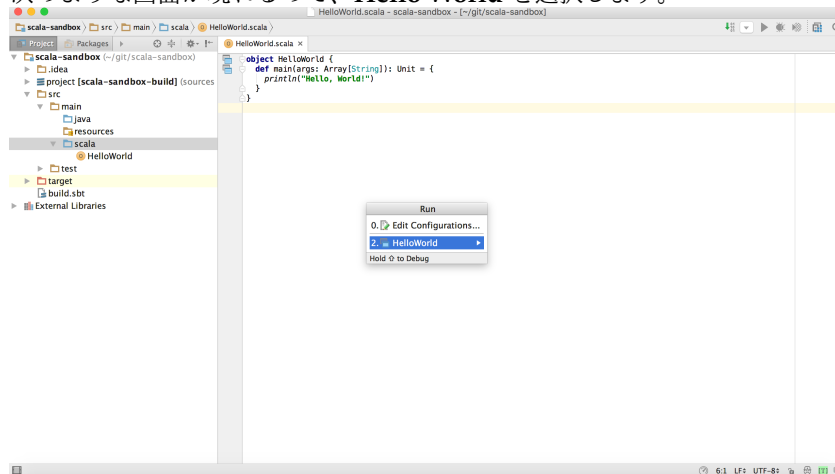 HelloWorld.scala - scala-sandbox - [~/git/scala-sandbox]
scala-sandbox src main scala HelloWorld.scala
Project Packages
HelloWorld.scala ×
scala-sandbox (~/git/scala-sandbox)
.idea
project [scala-sandbox-build] (sources
src
main
java
resources
scala
HelloWorld
test
target
build.sbt
External Libraries
object HelloWorld {
def main(args: Array[String]): Unit = {
println("Hello, World!")
}
}
Run
0. Edit Configurations...
2. HelloWorld
Hold ⇧ to Debug
6:1 LF÷ UTF-8÷